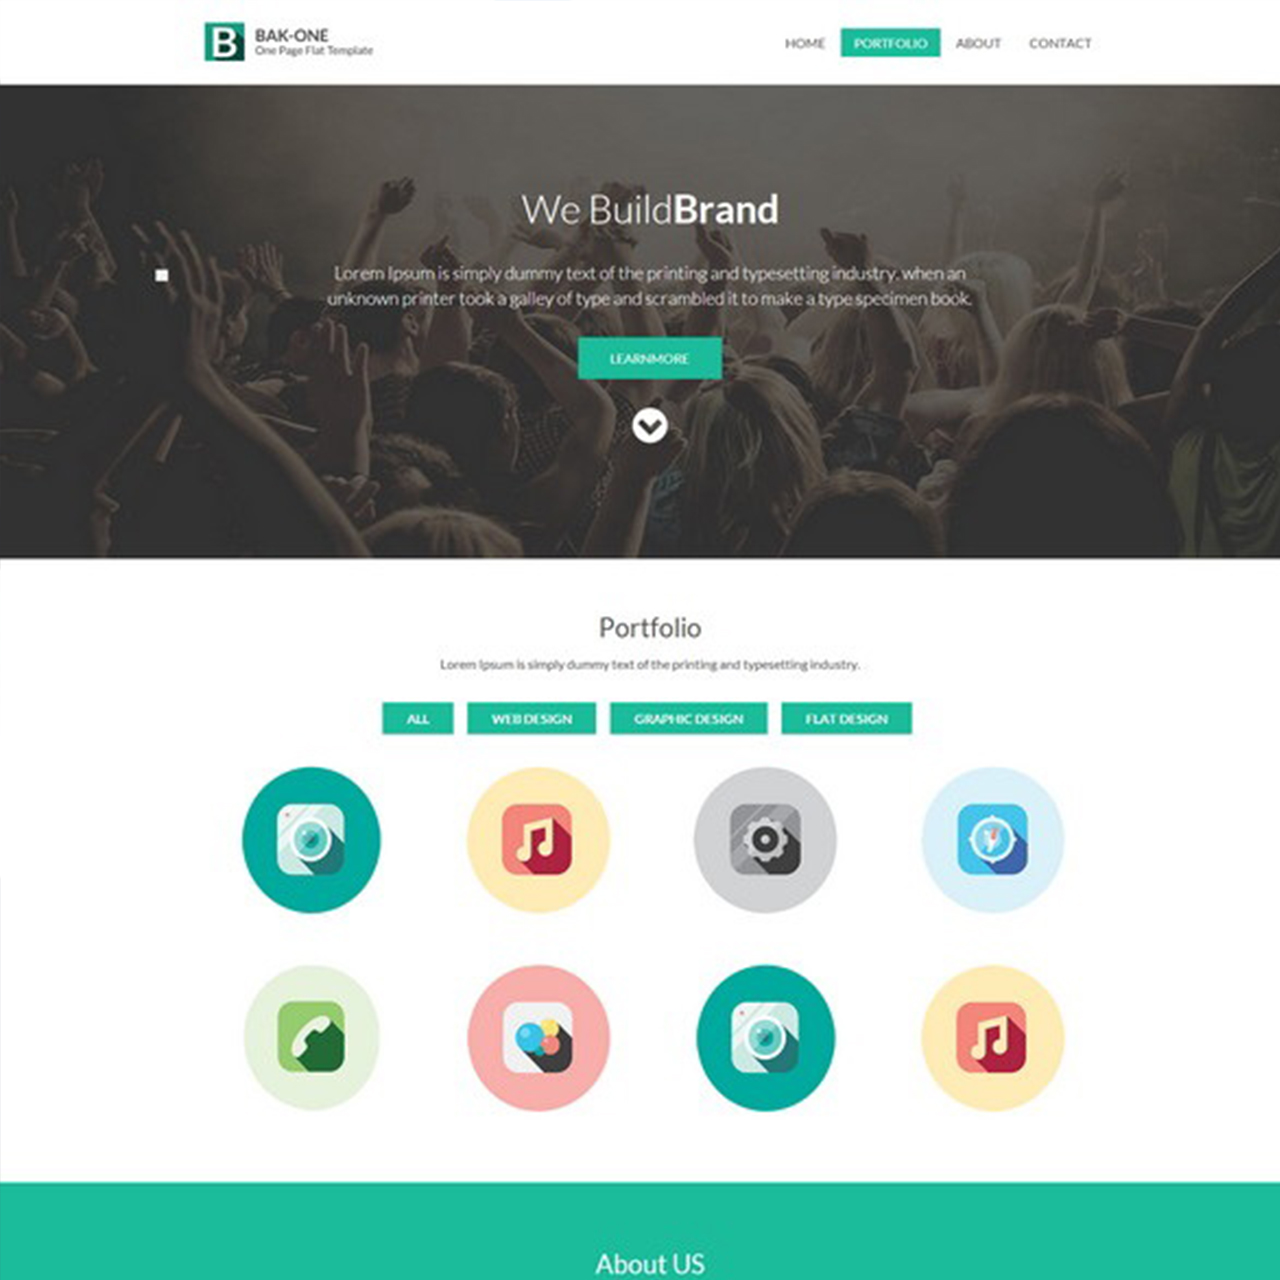 B
BAK-ONE
One Page Flat Template
HOME PORTFOLIO ABOUT CONTACT
We BuildBrand
Lorem Ipsum is simply dummy text of the printing and typesetting industry. when an
unknown printer took a galley of type and scrambled it to make a type specimen book.
LEARNMORE
Portfolio
Lorem Ipsum is simply dummy text of the printing and typesetting industry.
ALL WEB DESIGN GRAPHIC DESIGN FLAT DESIGN
About US